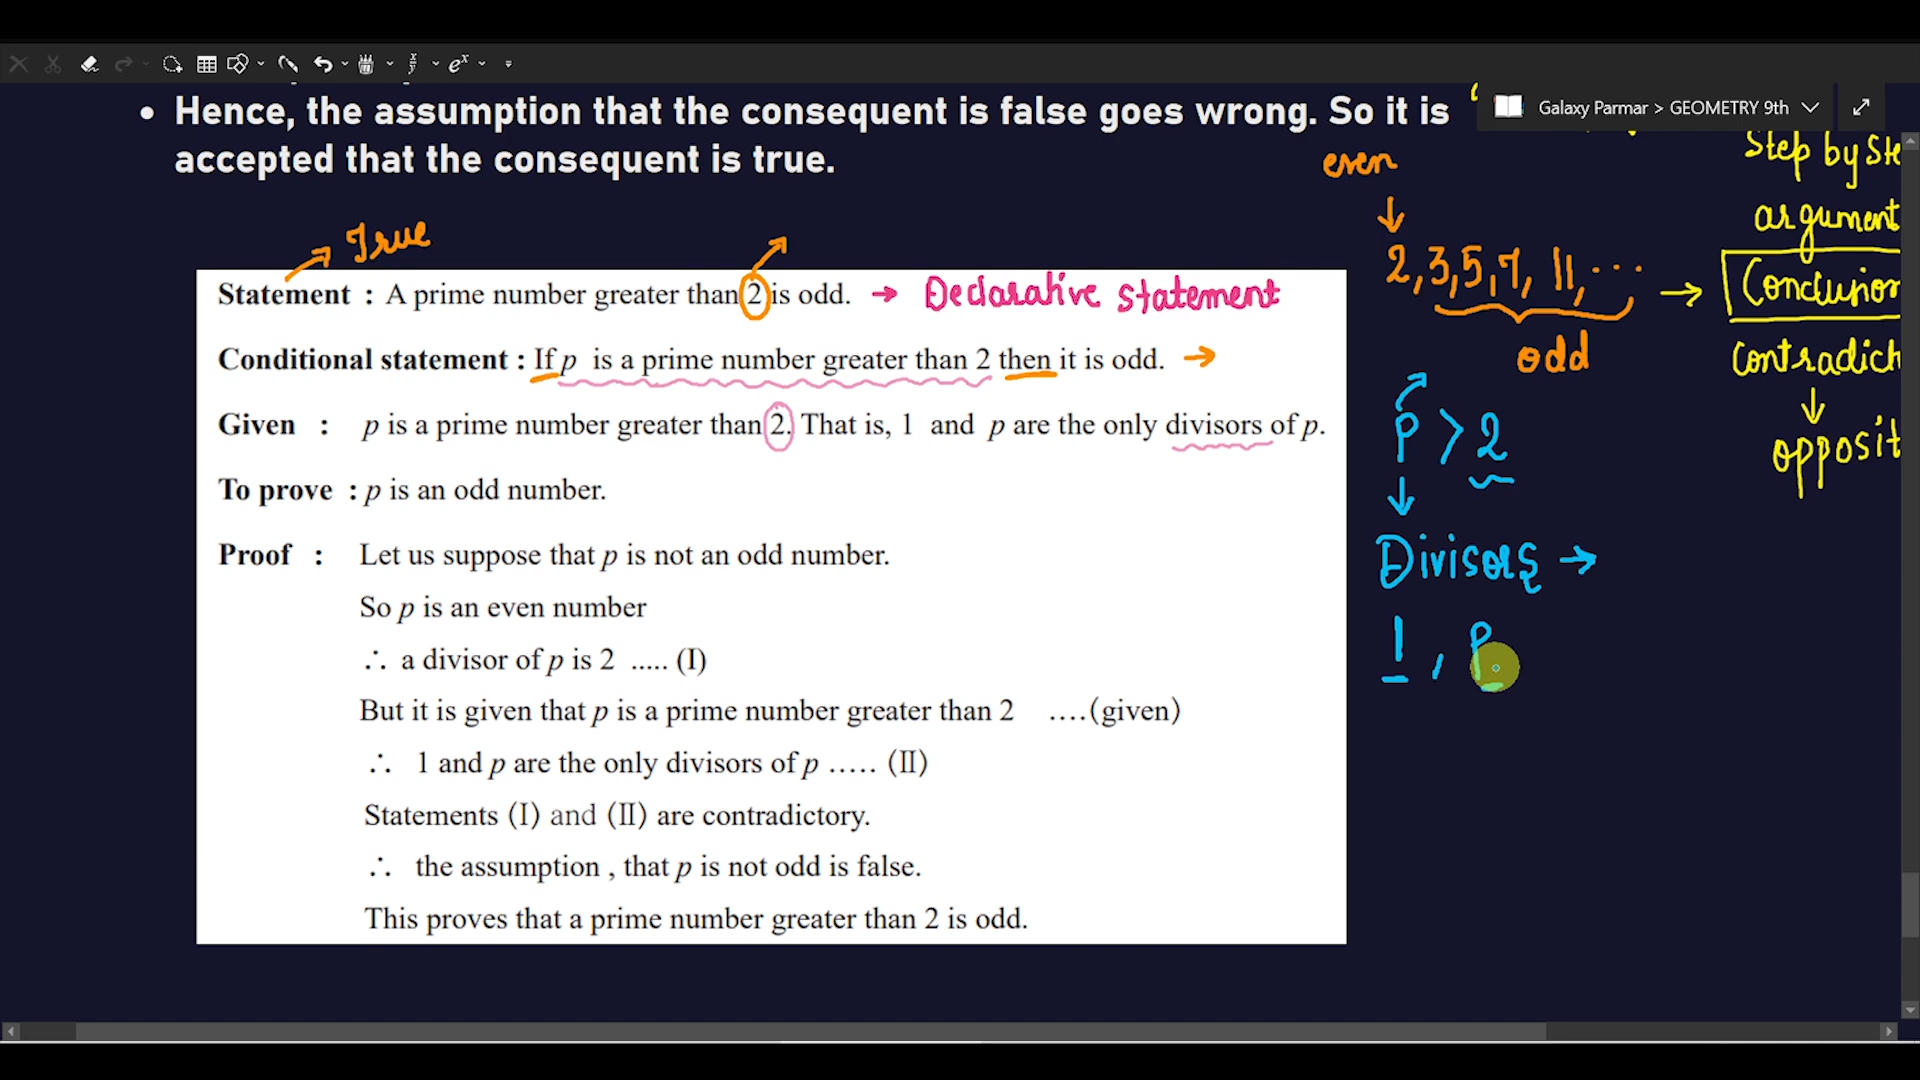 • Hence, the assumption that the consequent is false goes wrong. So it is
accepted that the consequent is true.
Galaxy Parmar > GEOMETRY 9th
True
Statement : A prime number greater than 2 is odd. → Declarative statement
Conditional statement : If p is a prime number greater than 2 then it is odd. →
Given : p is a prime number greater than 2. That is, 1 and p are the only divisors of p.
To prove : p is an odd number.
Proof : Let us suppose that p is not an odd number.
So p is an even number
∴ a divisor of p is 2 ..... (I)
But it is given that p is a prime number greater than 2 ....(given)
∴ 1 and p are the only divisors of p ..... (II)
Statements (I) and (II) are contradictory.
∴ the assumption , that p is not odd is false.
This proves that a prime number greater than 2 is odd.
even
↓
2,3,5,7, 11, ... →
odd
p > 2
↓
Divisors →
1 , p
Step by Ste
argument
Conclusion
Contradict
↓
opposit